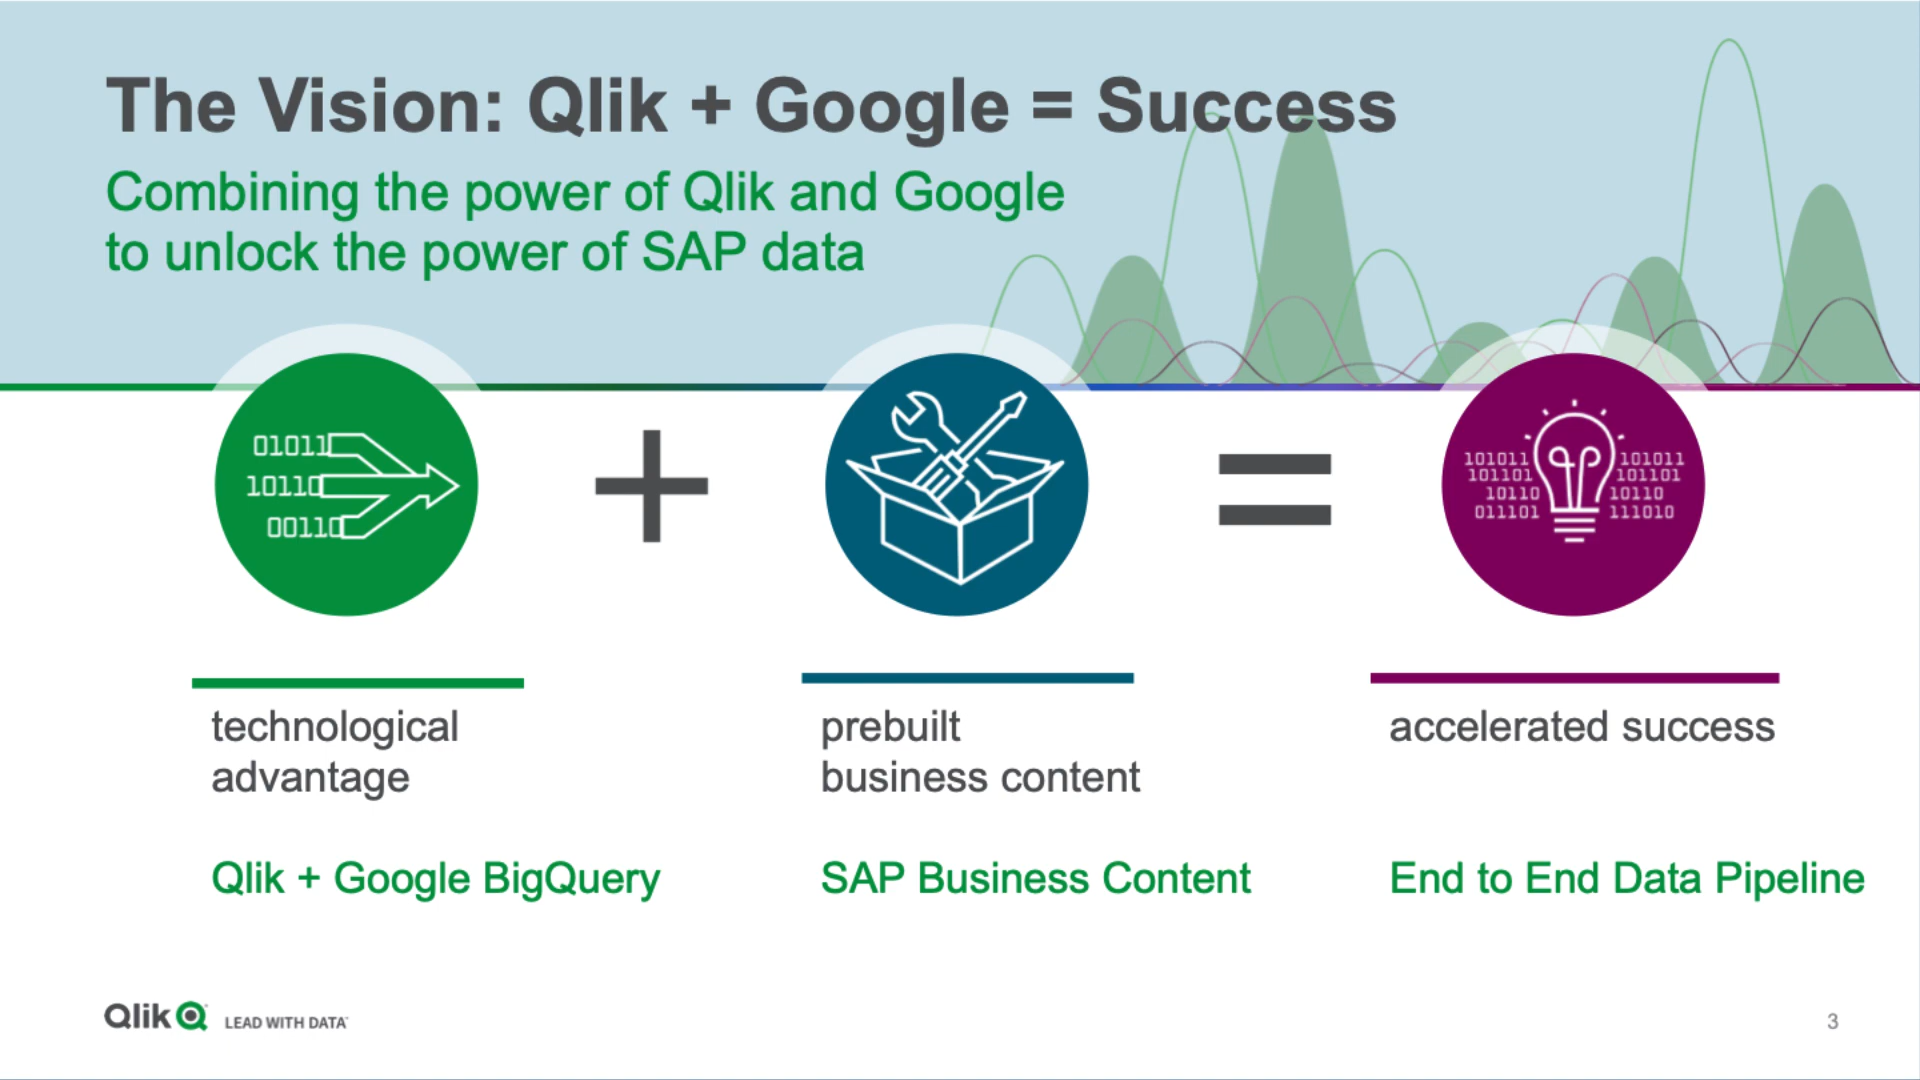 The Vision: Qlik + Google = Success
Combining the power of Qlik and Google
to unlock the power of SAP data
01011
10110
00110
101011
101101
10110
011101
101011
101101
10110
111010
technological
advantage
prebuilt
business content
accelerated success
Qlik + Google BigQuery
SAP Business Content
End to End Data Pipeline
Qlik LEAD WITH DATA
3